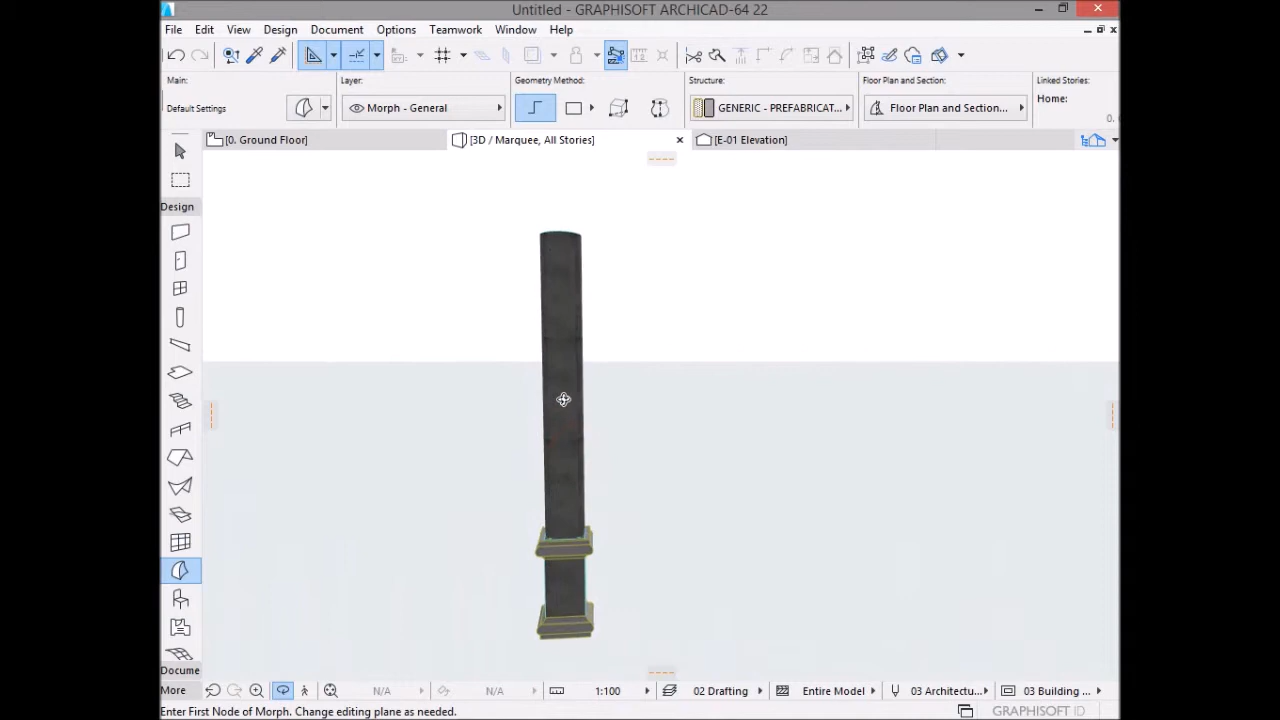 Untitled - GRAPHISOFT ARCHICAD-64 22
File Edit View Design Document Options Teamwork Window Help
Main: Layer: Geometry Method: Structure: Floor Plan and Section: Linked Stories:
Default Settings Morph - General GENERIC - PREFABRICAT... Floor Plan and Section... Home:
0.
[0. Ground Floor] [3D / Marquee, All Stories] [E-01 Elevation]
Design
Docume
More N/A N/A 1:100 02 Drafting Entire Model 03 Architectu... 03 Building ...
Enter First Node of Morph. Change editing plane as needed. GRAPHISOFT ID